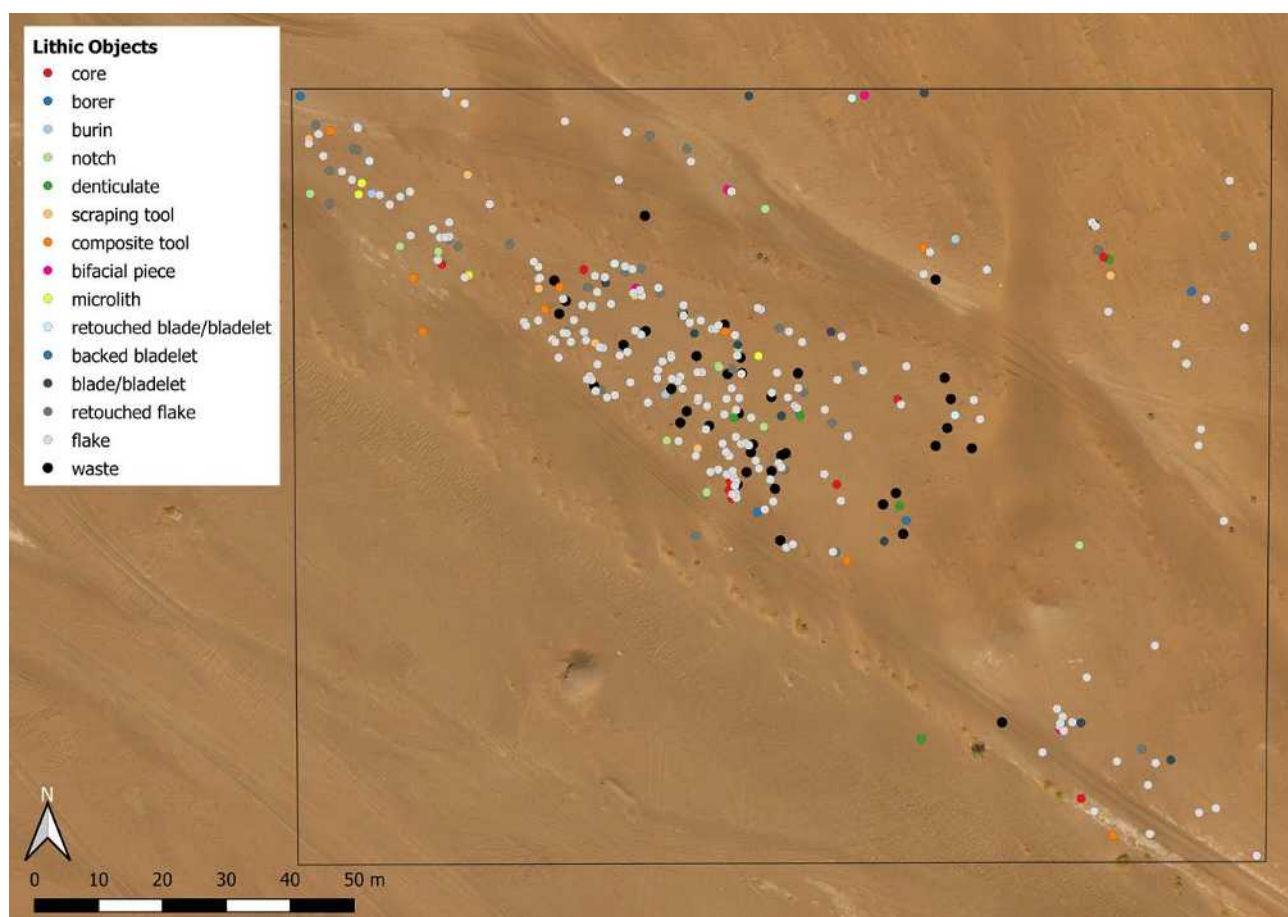 Lithic Objects
core
borer
burin
notch
denticulate
scraping tool
composite tool
bifacial piece
microlith
retouched blade/bladelet
backed bladelet
blade/bladelet
retouched flake
flake
waste
N
0 10 20 30 40 50 m